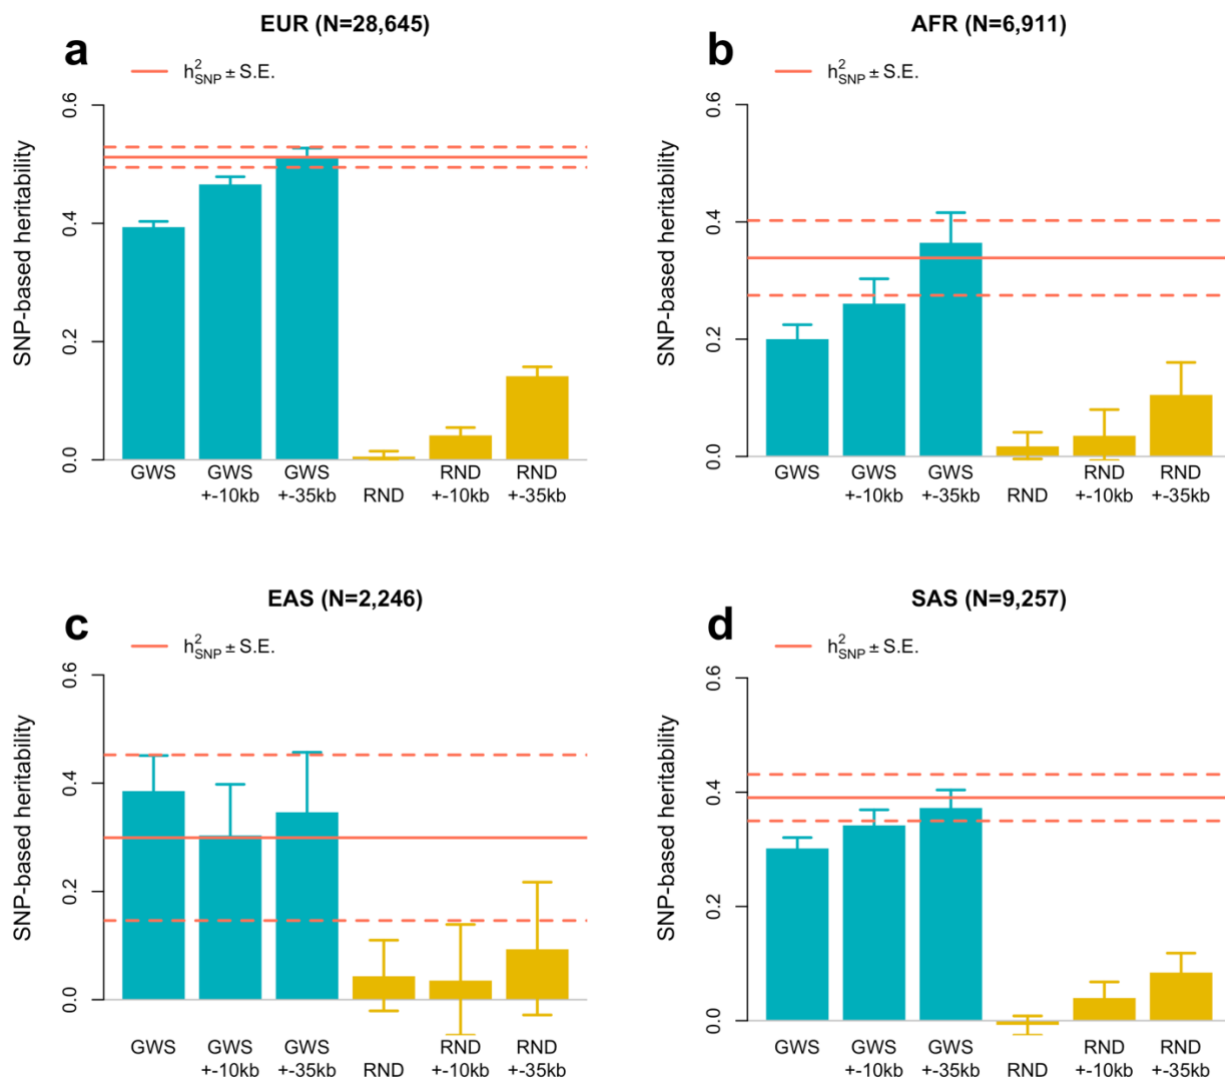 a
EUR (N=28,645)
h²SNP ± S.E.
SNP-based heritability
0.6
0.4
0.2
0.0
GWS
GWS
+-10kb
GWS
+-35kb
RND
RND
+-10kb
RND
+-35kb
b
AFR (N=6,911)
h²SNP ± S.E.
SNP-based heritability
0.6
0.4
0.2
0.0
GWS
GWS
+-10kb
GWS
+-35kb
RND
RND
+-10kb
RND
+-35kb
c
EAS (N=2,246)
h²SNP ± S.E.
SNP-based heritability
0.6
0.4
0.2
0.0
GWS
GWS
+-10kb
GWS
+-35kb
RND
RND
+-10kb
RND
+-35kb
d
SAS (N=9,257)
h²SNP ± S.E.
SNP-based heritability
0.6
0.4
0.2
0.0
GWS
GWS
+-10kb
GWS
+-35kb
RND
RND
+-10kb
RND
+-35kb